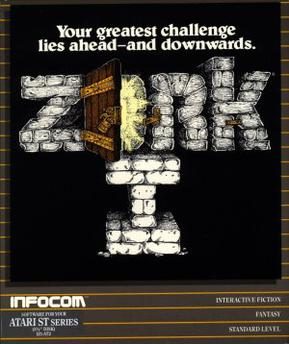 Your greatest challenge
lies ahead–and downwards.
ZORK
I
INFOCOM
INTERACTIVE FICTION
SOFTWARE FOR YOUR
ATARI ST SERIES
FANTASY
STANDARD LEVEL